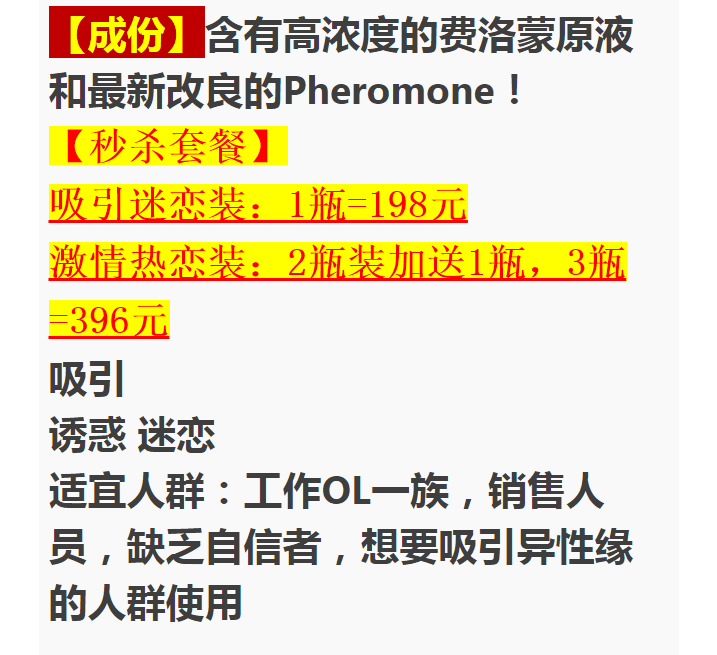 【成份】含有高浓度的费洛蒙原液
和最新改良的Pheromone！
【秒杀套餐】
吸引迷恋装：1瓶=198元
激情热恋装：2瓶装加送1瓶，3瓶
=396元
吸引
诱惑 迷恋
适宜人群：工作OL一族，销售人
员，缺乏自信者，想要吸引异性缘
的人群使用